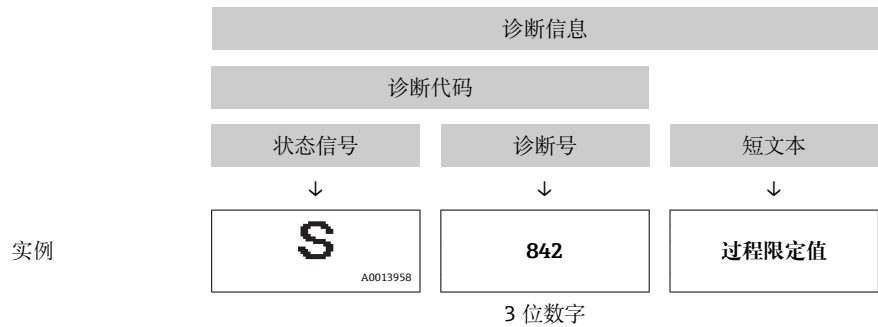 诊断信息
诊断代码
状态信号 诊断号 短文本
↓ ↓ ↓
实例 S 842 过程限定值
A0013958
3 位数字